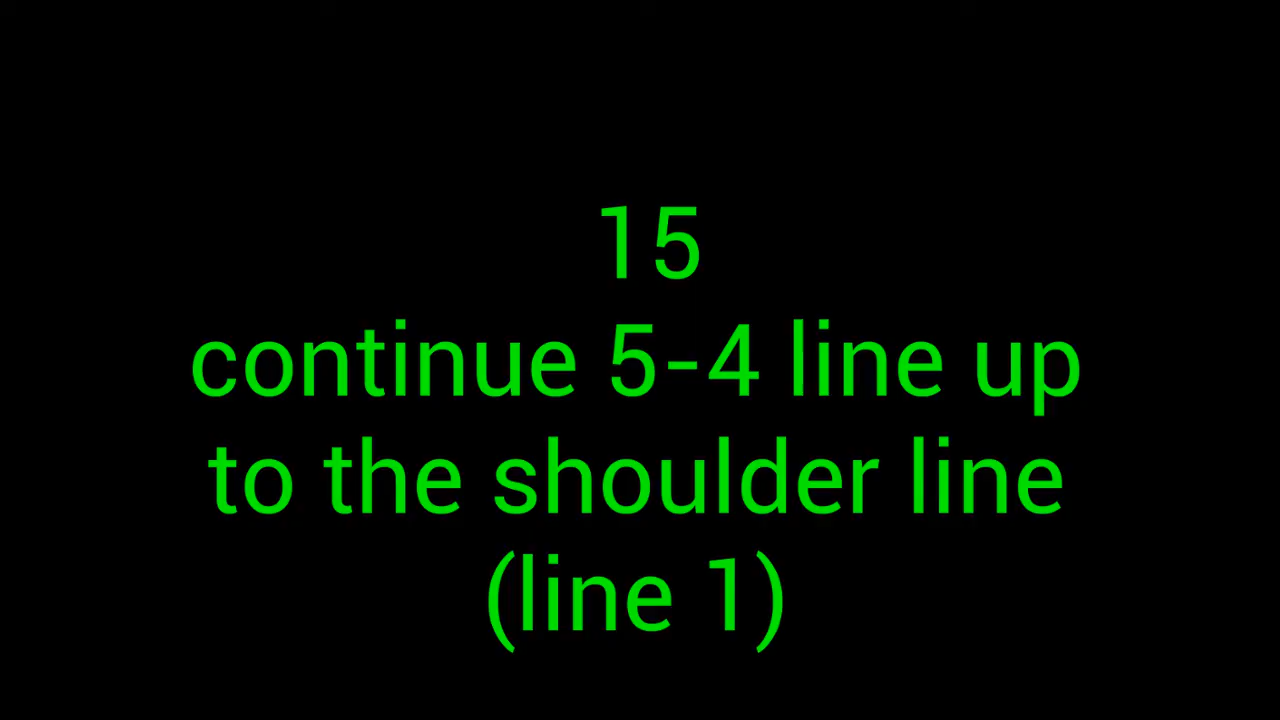 15
continue 5-4 line up
to the shoulder line
(line 1)